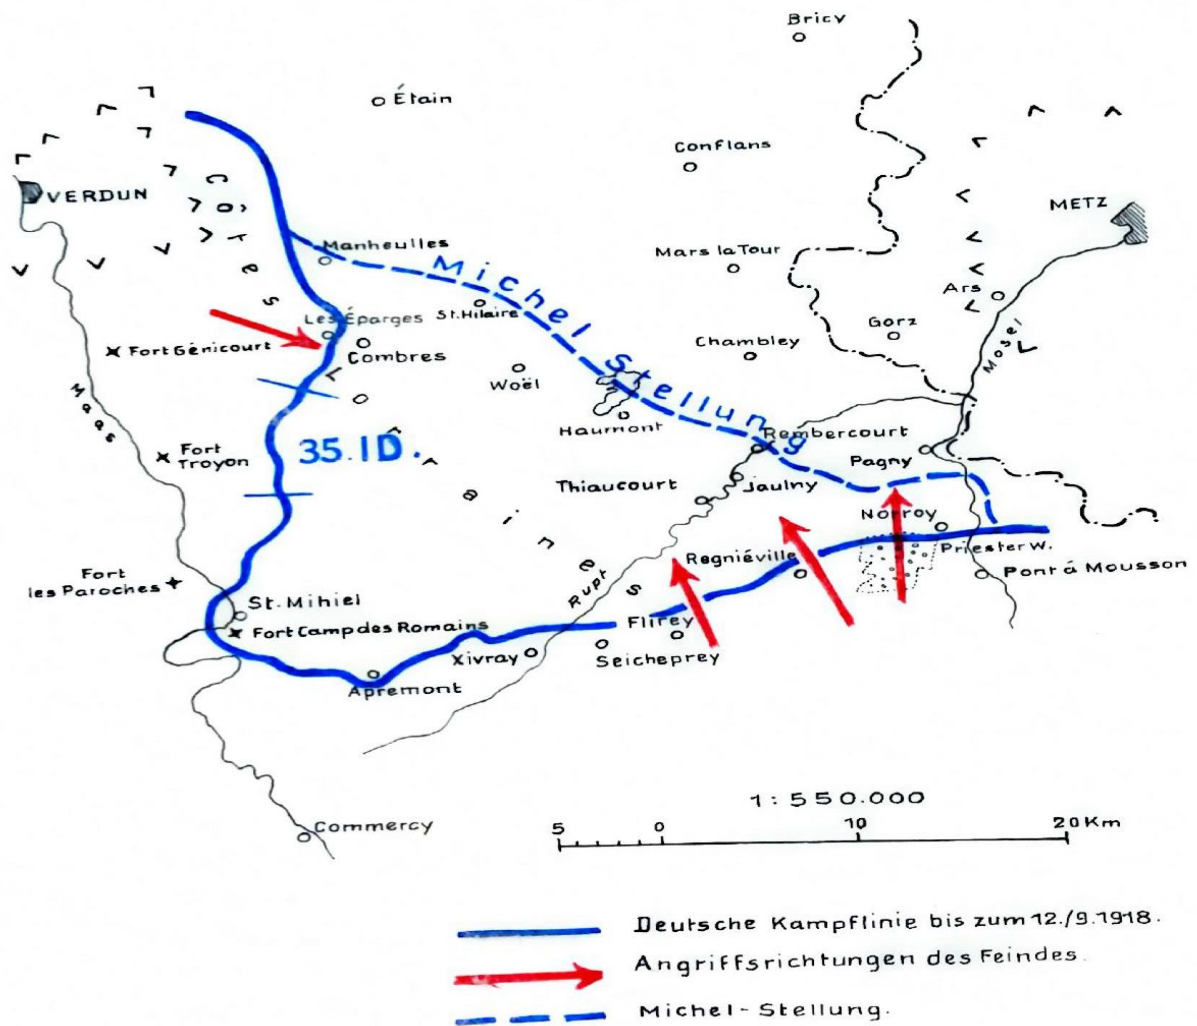 Bricy
Étain
Conflans
VERDUN
METZ
Côtes Lorraines
Manheulles
Michel Stellung
Mars la Tour
Ars
Les Éparges
St. Hilaire
Gorz
Mosel
Fort Génicourt
Combres
Chambley
Woël
Maas
Haumont
35. ID.
Rembercourt
Fort
Troyon
Pagny
Thiaucourt
Jaulny
Norroy
Priester W.
Regniéville
Pont á Mousson
Fort
les Paroches
Rupt
St. Mihiel
Flirey
Fort Camp des Romains
Xivray
Seicheprey
Apremont
1:550.000
Commercy
5 0 10 20 Km
Deutsche Kampflinie bis zum 12./9.1918.
Angriffsrichtungen des Feindes.
Michel-Stellung.